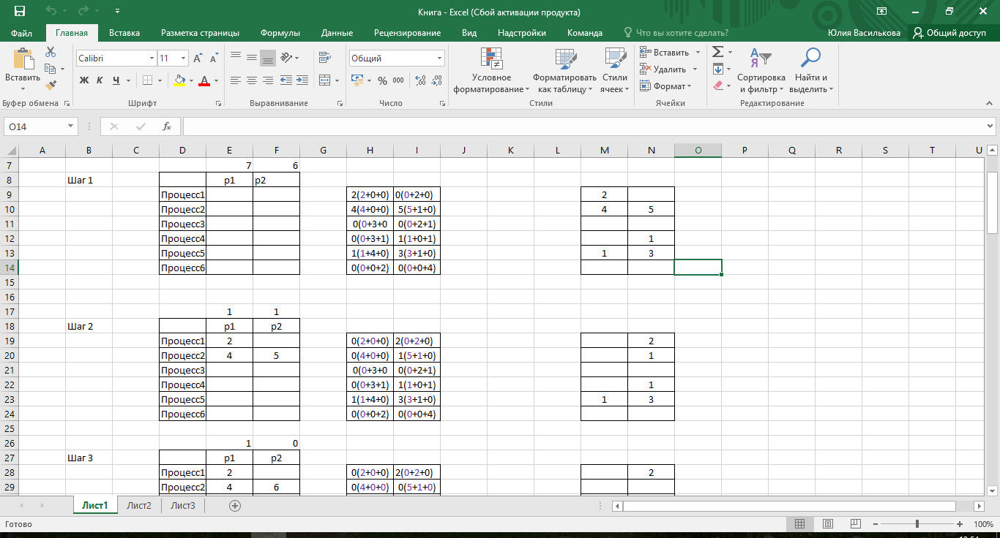 Книга - Excel (Сбой активации продукта)
Файл Главная Вставка Разметка страницы Формулы Данные Рецензирование Вид Надстройки Команда Что вы хотите сделать? Юлия Василькова Общий доступ
Calibri 11 Общий Вставить Σ
Вставить Условное форматирование Форматировать как таблицу Стили ячеек Удалить Сортировка и фильтр Найти и выделить
Ж К Ч А % 000 Формат
Буфер обмена Шрифт Выравнивание Число Стили Ячейки Редактирование
O14 fx
A B C D E F G H I J K L M N O P Q R S T U
7 7 6
8 Шаг 1 p1 p2
9 Процесс1 2(2+0+0) 0(0+2+0) 2
10 Процесс2 4(4+0+0) 5(5+1+0) 4 5
11 Процесс3 0(0+3+0 0(0+2+1)
12 Процесс4 0(0+3+1) 1(1+0+1) 1
13 Процесс5 1(1+4+0) 3(3+1+0) 1 3
14 Процесс6 0(0+0+2) 0(0+0+4)
15
16
17 1 1
18 Шаг 2 p1 p2
19 Процесс1 2 0(2+0+0) 2(0+2+0) 2
20 Процесс2 4 5 0(4+0+0) 1(5+1+0) 1
21 Процесс3 0(0+3+0 0(0+2+1)
22 Процесс4 0(0+3+1) 1(1+0+1) 1
23 Процесс5 1(1+4+0) 3(3+1+0) 1 3
24 Процесс6 0(0+0+2) 0(0+0+4)
25
26 1 0
27 Шаг 3 p1 p2
28 Процесс1 2 0(2+0+0) 2(0+2+0) 2
29 Процесс2 4 6 0(4+0+0) 0(5+1+0)
Лист1 Лист2 Лист3
Готово 100%